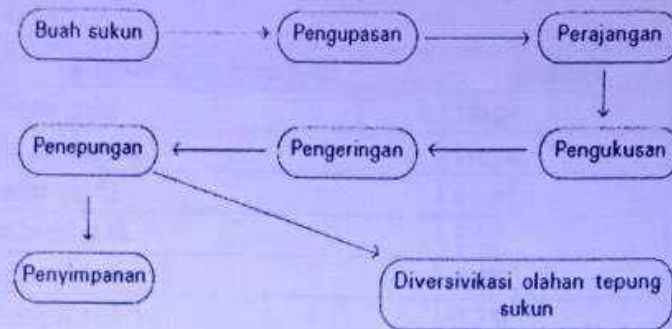 Buah sukun
Pengupasan
Perajangan
Pengukusan
Pengeringan
Penepungan
Penyimpanan
Diversivikasi olahan tepung
sukun